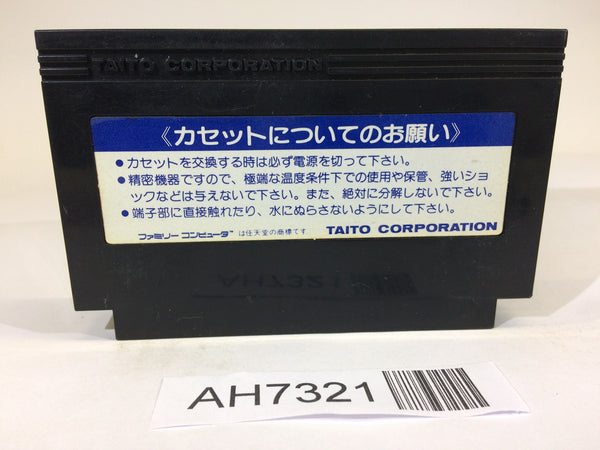 TAITO CORPORATION
《カセットについてのお願い》
●カセットを交換する時は必ず電源を切って下さい。
●精密機器ですので、極端な温度条件下での使用や保管、強いショ
ックなどは与えないで下さい。また、絶対に分解しないで下さい。
●端子部に直接触れたり、水にぬらさないようにして下さい。
ファミリー コンピュータ™ は任天堂の商標です TAITO CORPORATION
AH7321
AH7321